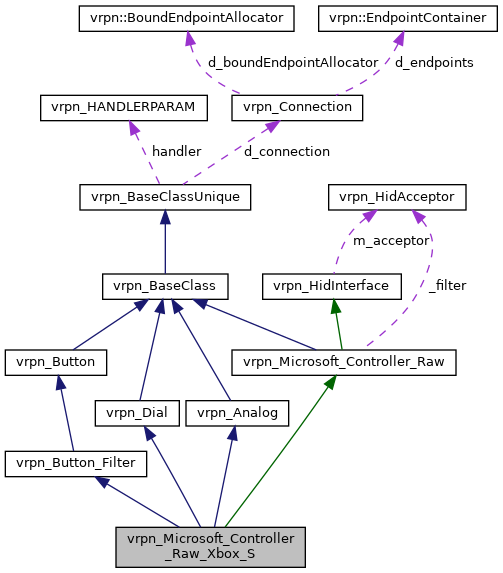 vrpn::BoundEndpointAllocator
vrpn::EndpointContainer
d_boundEndpointAllocator
d_endpoints
vrpn_HANDLERPARAM
vrpn_Connection
handler
d_connection
vrpn_BaseClassUnique
vrpn_HidAcceptor
m_acceptor
_filter
vrpn_BaseClass
vrpn_HidInterface
vrpn_Button
vrpn_Microsoft_Controller_Raw
vrpn_Dial
vrpn_Analog
vrpn_Button_Filter
vrpn_Microsoft_Controller
_Raw_Xbox_S